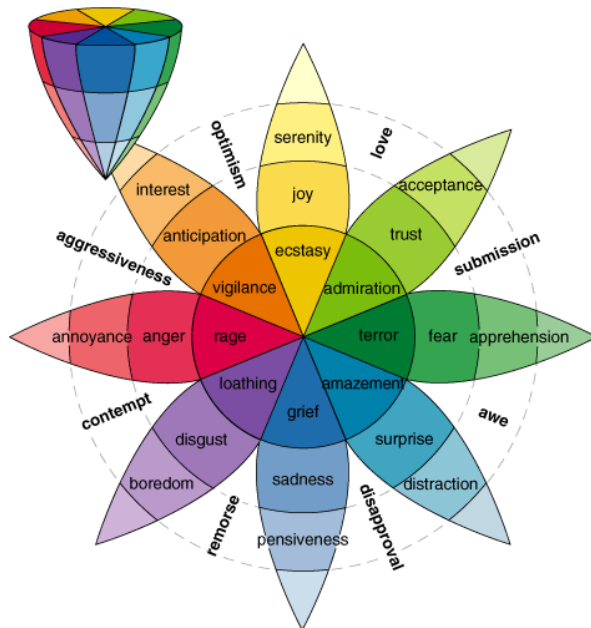 optimism
love
serenity
interest
acceptance
joy
anticipation
trust
aggressiveness
submission
ecstasy
vigilance
admiration
annoyance
anger
rage
terror
fear
apprehension
loathing
amazement
grief
contempt
awe
disgust
surprise
boredom
sadness
distraction
remorse
disapproval
pensiveness